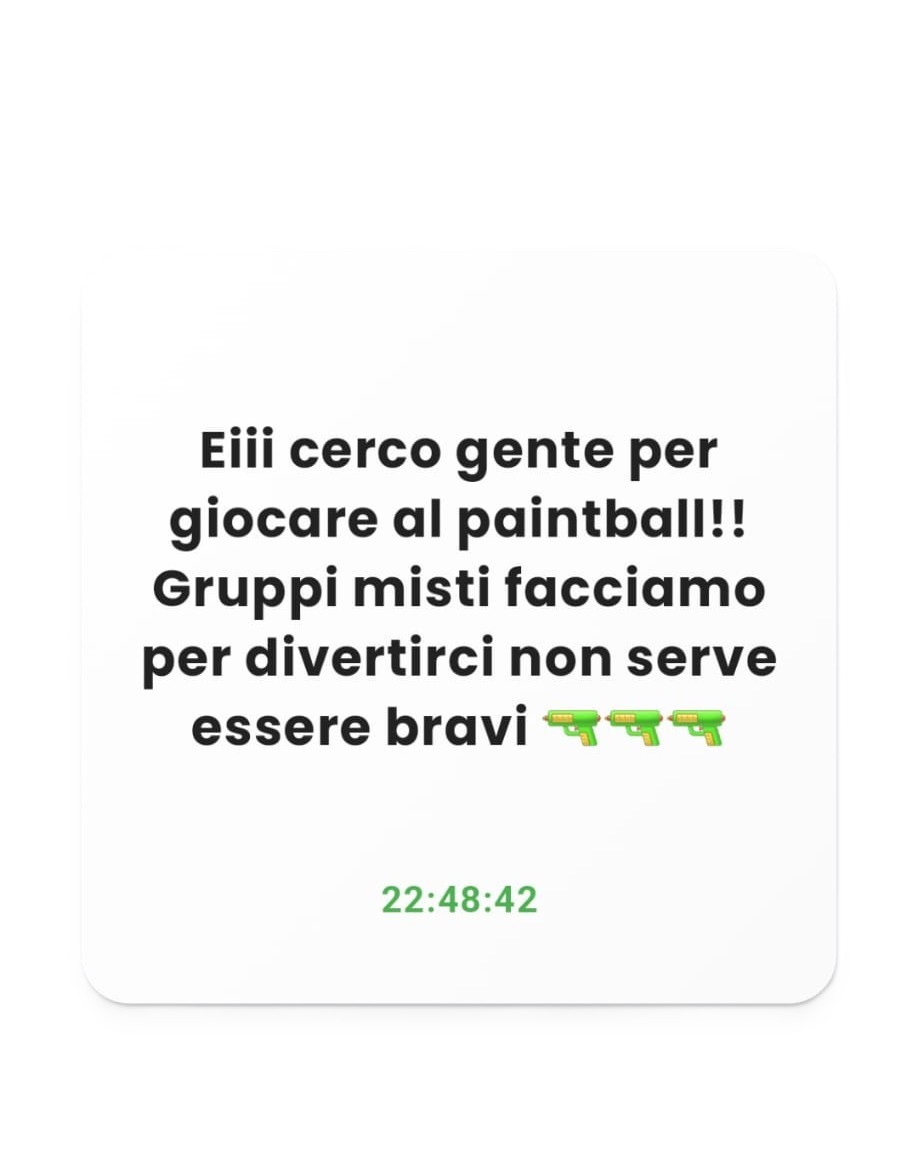 Eiii cerco gente per
giocare al paintball!!
Gruppi misti facciamo
per divertirci non serve
essere bravi 🔫🔫🔫
22:48:42